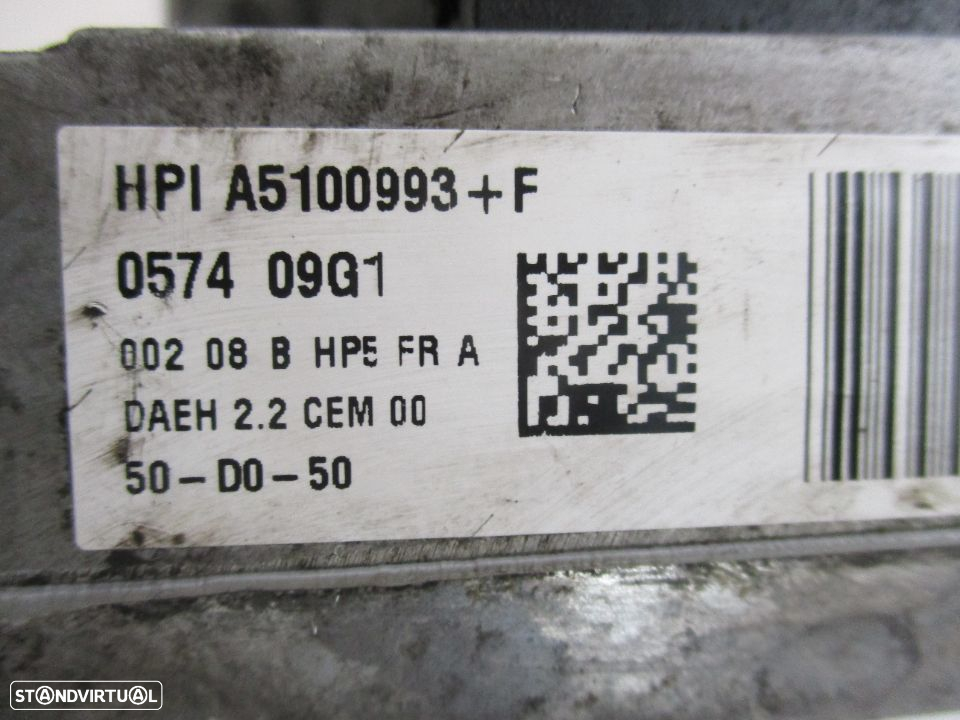 HPI A5100993+F
0574 09G1
002 08 B HP5 FR A
DAEH 2.2 CEM 00
50-D0-50
STANDVIRTUAL